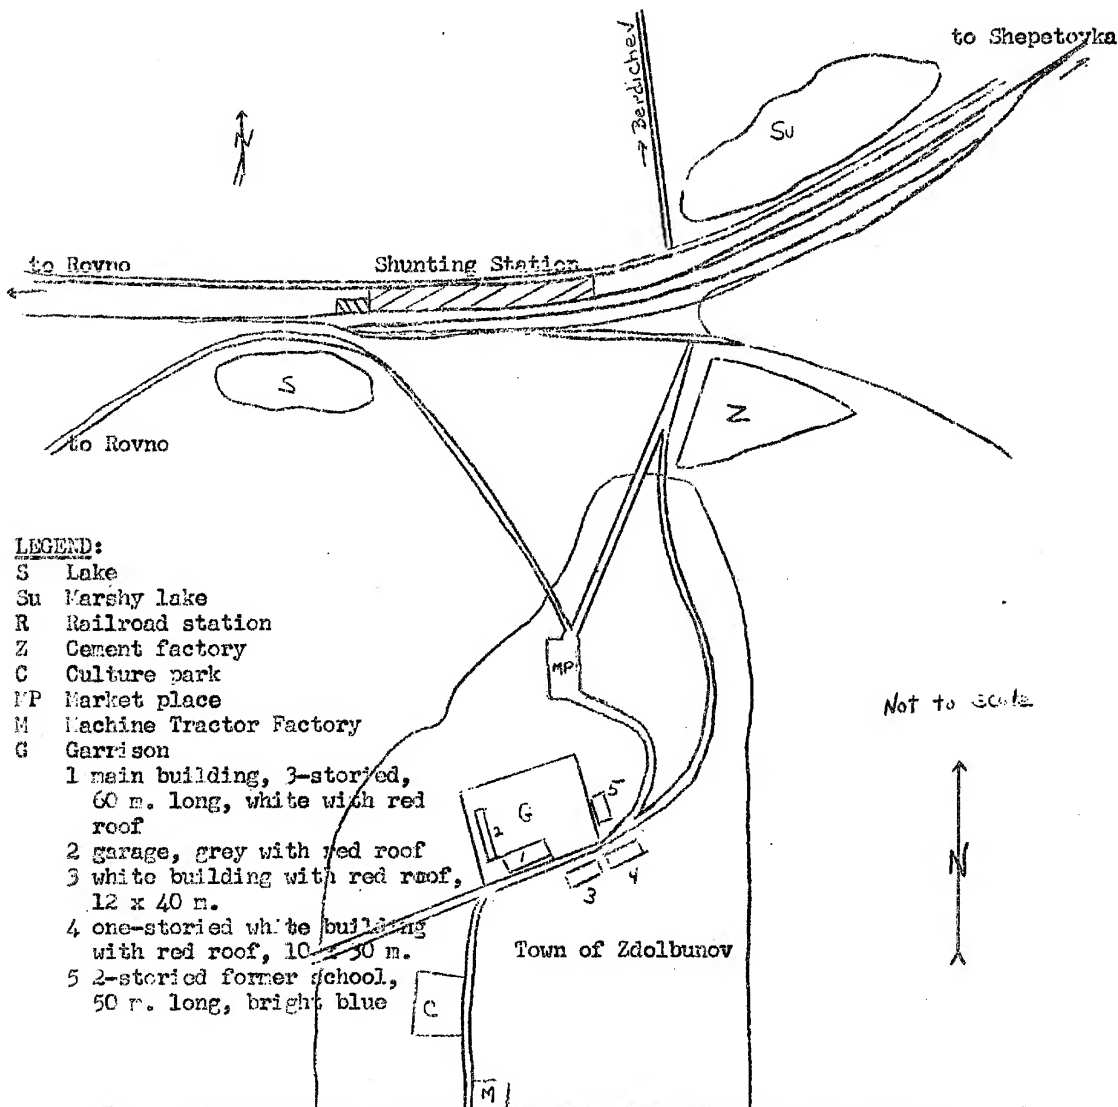 to Shepetovka
→ Berdichev
Su
N
to Rovno
Shunting Station
S
Z
to Rovno
LEGEND:
S Lake
Su Marshy lake
R Railroad station
Z Cement factory
C Culture park
MP Market place
M Machine Tractor Factory
G Garrison
1 main building, 3-storied,
60 m. long, white with red
roof
2 garage, grey with red roof
3 white building with red roof,
12 x 40 m.
4 one-storied white building
with red roof, 10 x 30 m.
5 2-storied former school,
50 m. long, bright blue
MP
Not to scale
G
5
2
1
3
4
N
Town of Zdolbunov
C
M